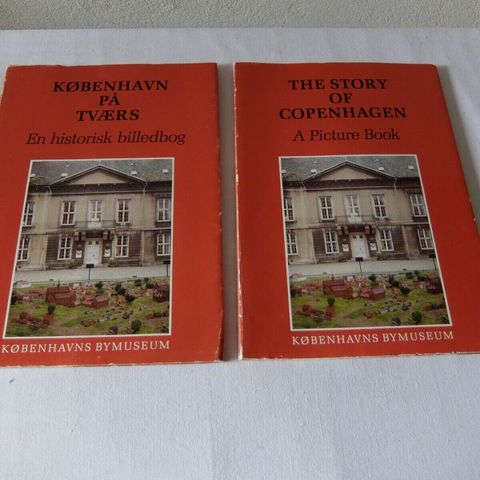 KØBENHAVN
PÅ
TVÆRS
En historisk billedbog
KØBENHAVNS BYMUSEUM
THE STORY
OF
COPENHAGEN
A Picture Book
KØBENHAVNS BYMUSEUM